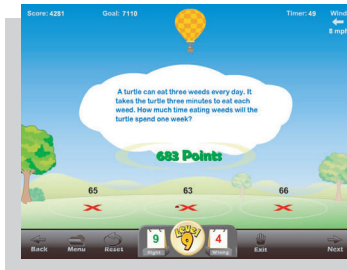 Score: 4281 Goal: 7110 Timer: 49 Wind
8 mph
A turtle can eat three weeds every day. It
takes the turtle three minutes to eat each
weed. How much time eating weeds will the
turtle spend one week?
683 Points
65 63 66
9 LEVEL 9 4
Right Wrong
Back Menu Reset Exit Next